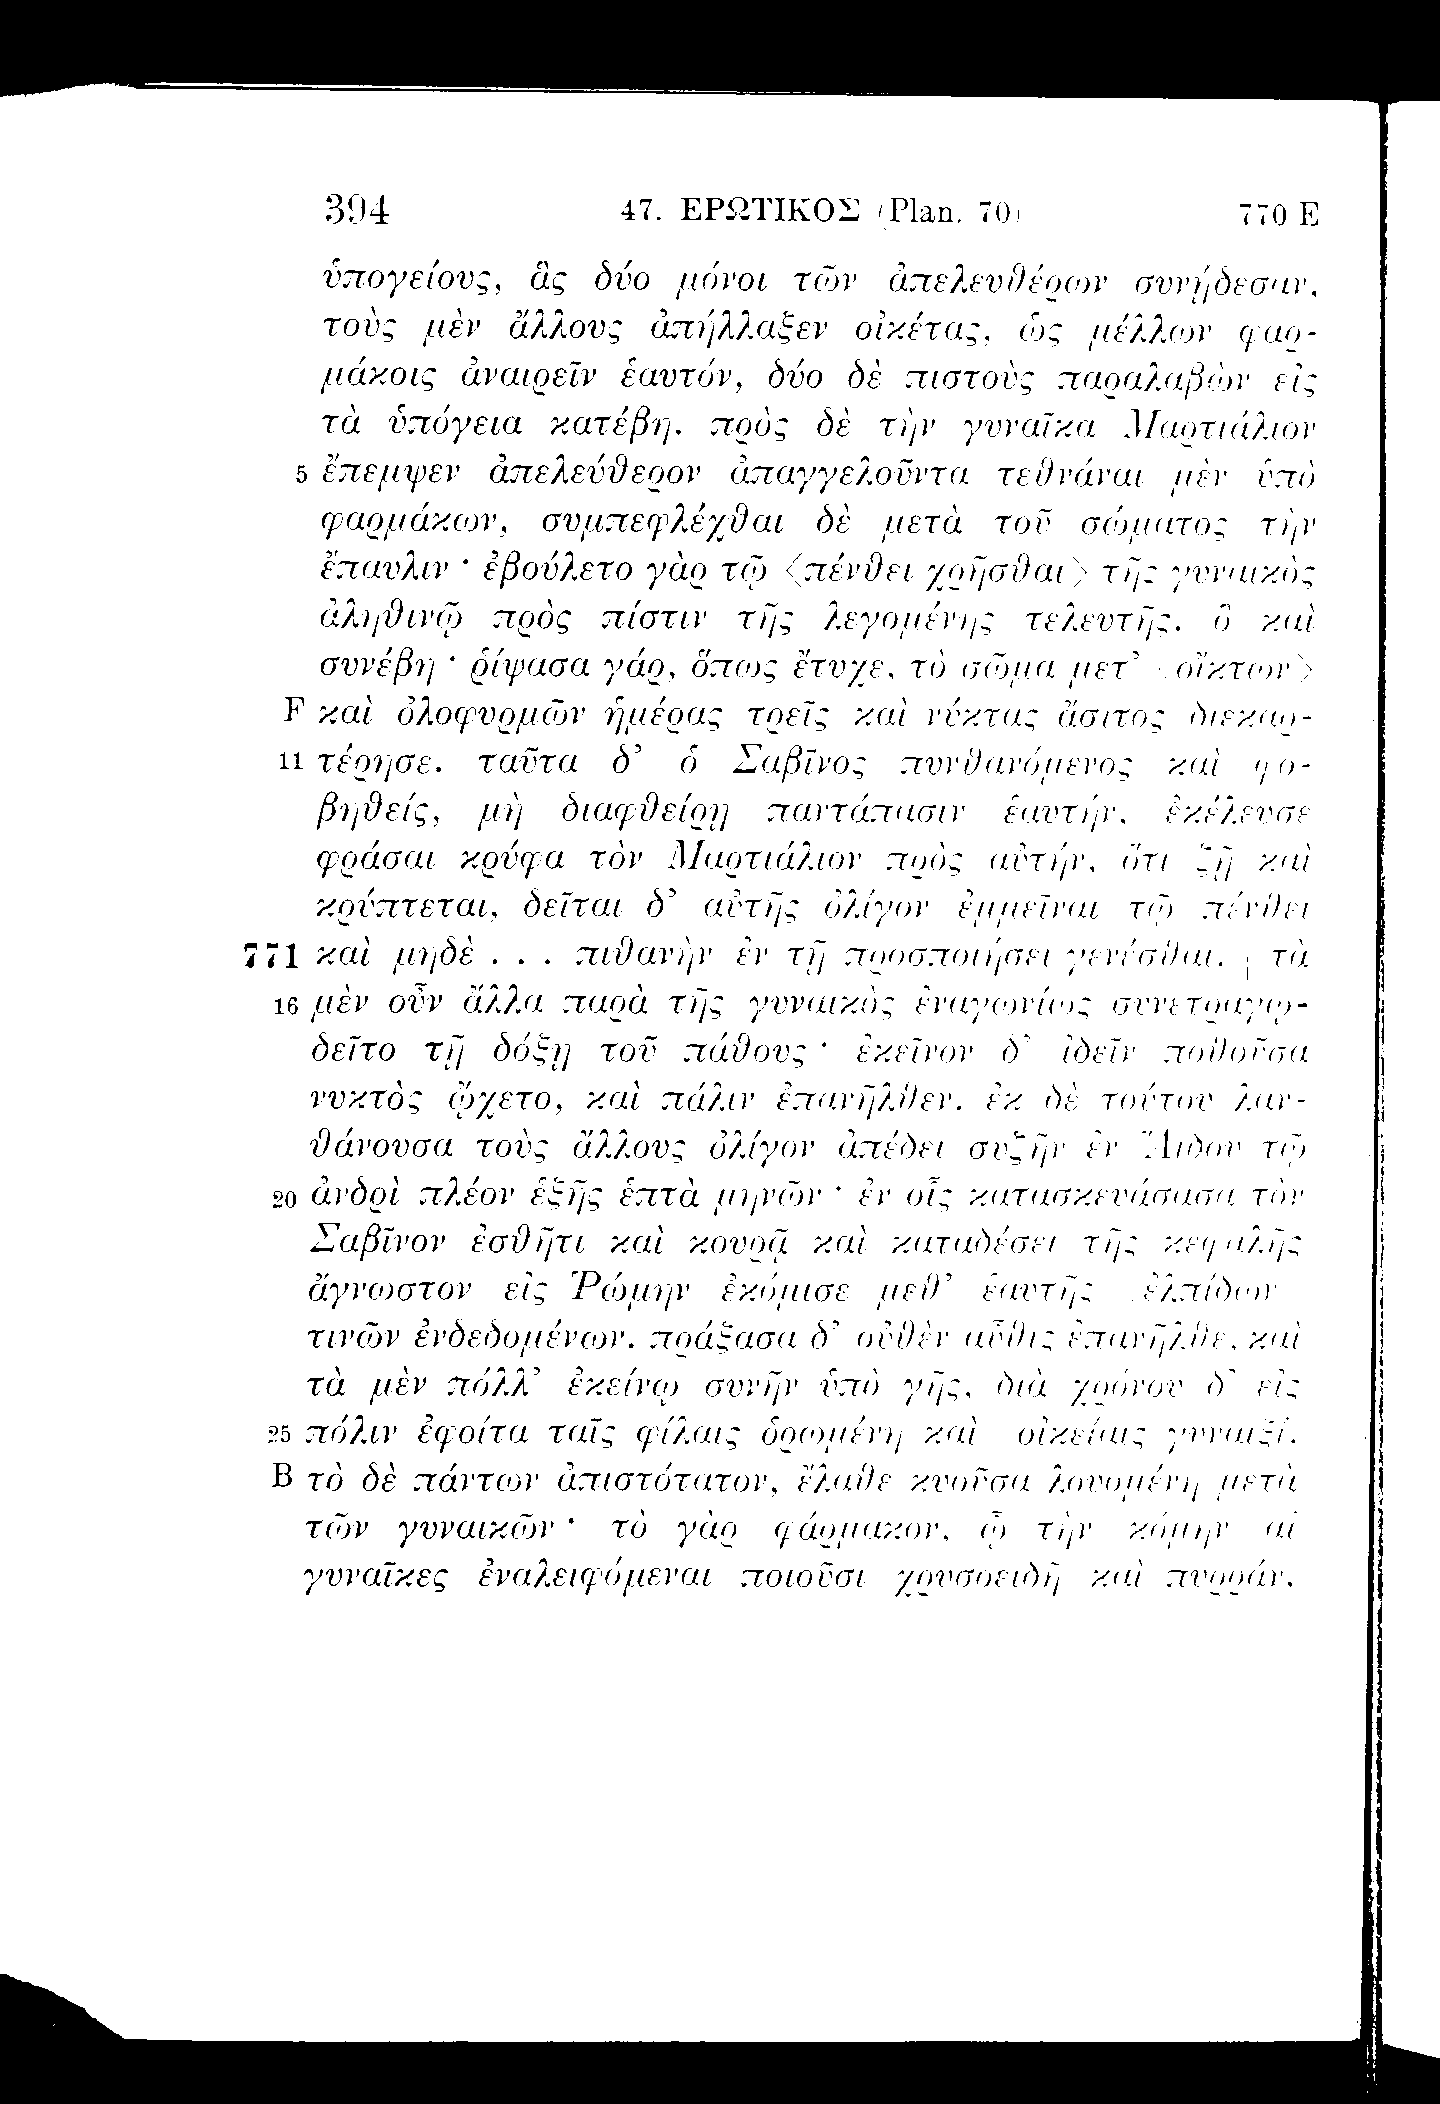 394 47. ΕΡΩΤΙΚΟΣ (Plan. 70) 770 E
ὑπογείους, ἃς δύο μόνοι τῶν ἀπελευθέρων συνῄδεσαν,
τοὺς μὲν ἄλλους ἀπήλλαξεν οἰκέτας, ὡς μέλλων φαρ-
μάκοις ἀναιρεῖν ἑαυτόν, δύο δὲ πιστοὺς παραλαβὼν εἰς
τὰ ὑπόγεια κατέβη. πρὸς δὲ τὴν γυναῖκα Μαρτιάλιον
5 ἔπεμψεν ἀπελεύθερον ἀπαγγελοῦντα τεθνάναι μὲν ὑπὸ
φαρμάκων, συμπεφλέχθαι δὲ μετὰ τοῦ σώματος τὴν
ἔπαυλιν · ἐβούλετο γὰρ τῷ <πένθει χρῆσθαι> τῆς γυναικὸς
ἀληθινῷ πρὸς πίστιν τῆς λεγομένης τελευτῆς. ὃ καὶ
συνέβη · ῥίψασα γάρ, ὅπως ἔτυχε, τὸ σῶμα μετ’ <οἴκτων>
F καὶ ὀλοφυρμῶν ἡμέρας τρεῖς καὶ νύκτας ἄσιτος διεκαρ-
11 τέρησε. ταῦτα δ’ ὁ Σαβῖνος πυνθανόμενος καὶ φο-
βηθείς, μὴ διαφθείρῃ παντάπασιν ἑαυτήν, ἐκέλευσε
φράσαι κρύφα τὸν Μαρτιάλιον πρὸς αὐτήν, ὅτι ζῇ καὶ
κρύπτεται, δεῖται δ’ αὐτῆς ὀλίγον ἐμμεῖναι τῷ πένθει
771 καὶ μηδὲ . . . πιθανὴν ἐν τῇ προσποιήσει γενέσθαι. | τὰ
16 μὲν οὖν ἄλλα παρὰ τῆς γυναικὸς ἐναγωνίως συνετραγῳ-
δεῖτο τῇ δόξῃ τοῦ πάθους · ἐκεῖνον δ’ ἰδεῖν ποθοῦσα
νυκτὸς ᾤχετο, καὶ πάλιν ἐπανῆλθεν. ἐκ δὲ τούτου λαν-
θάνουσα τοὺς ἄλλους ὀλίγον ἀπέδει συζῆν ἐν Ἅιδου τῷ
20 ἀνδρὶ πλέον ἑξῆς ἑπτὰ μηνῶν · ἐν οἷς κατασκευάσασα τὸν
Σαβῖνον ἐσθῆτι καὶ κουρᾷ καὶ καταδέσει τῆς κεφαλῆς
ἄγνωστον εἰς Ῥώμην ἐκόμισε μεθ’ ἑαυτῆς <ἐλπίδων>
τινῶν ἐνδεδομένων. πράξασα δ’ οὐθὲν αὖθις ἐπανῆλθε, καὶ
τὰ μὲν πόλλ’ ἐκείνῳ συνῆν ὑπὸ γῆς, διὰ χρόνου δ’ εἰς
25 πόλιν ἐφοίτα ταῖς φίλαις ὁρωμένη καὶ οἰκείαις γυναιξί.
B τὸ δὲ πάντων ἀπιστότατον, ἔλαθε κυοῦσα λουομένη μετὰ
τῶν γυναικῶν · τὸ γὰρ φάρμακον, ᾧ τὴν κόμην αἱ
γυναῖκες ἐναλειφόμεναι ποιοῦσι χρυσοειδῆ καὶ πυρράν,